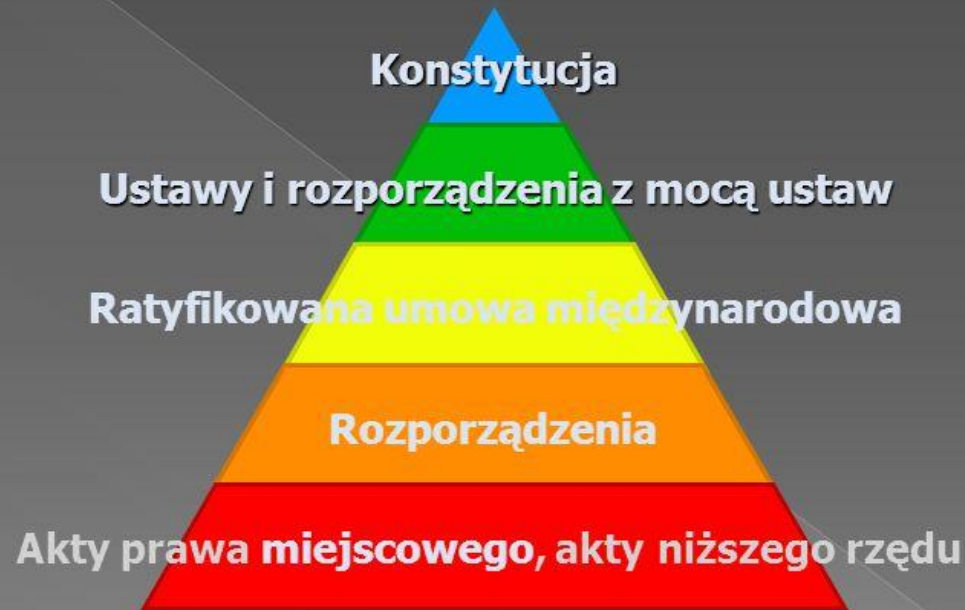 Konstytucja
Ustawy i rozporządzenia z mocą ustaw
Ratyfikowana umowa międzynarodowa
Rozporządzenia
Akty prawa miejscowego, akty niższego rzędu